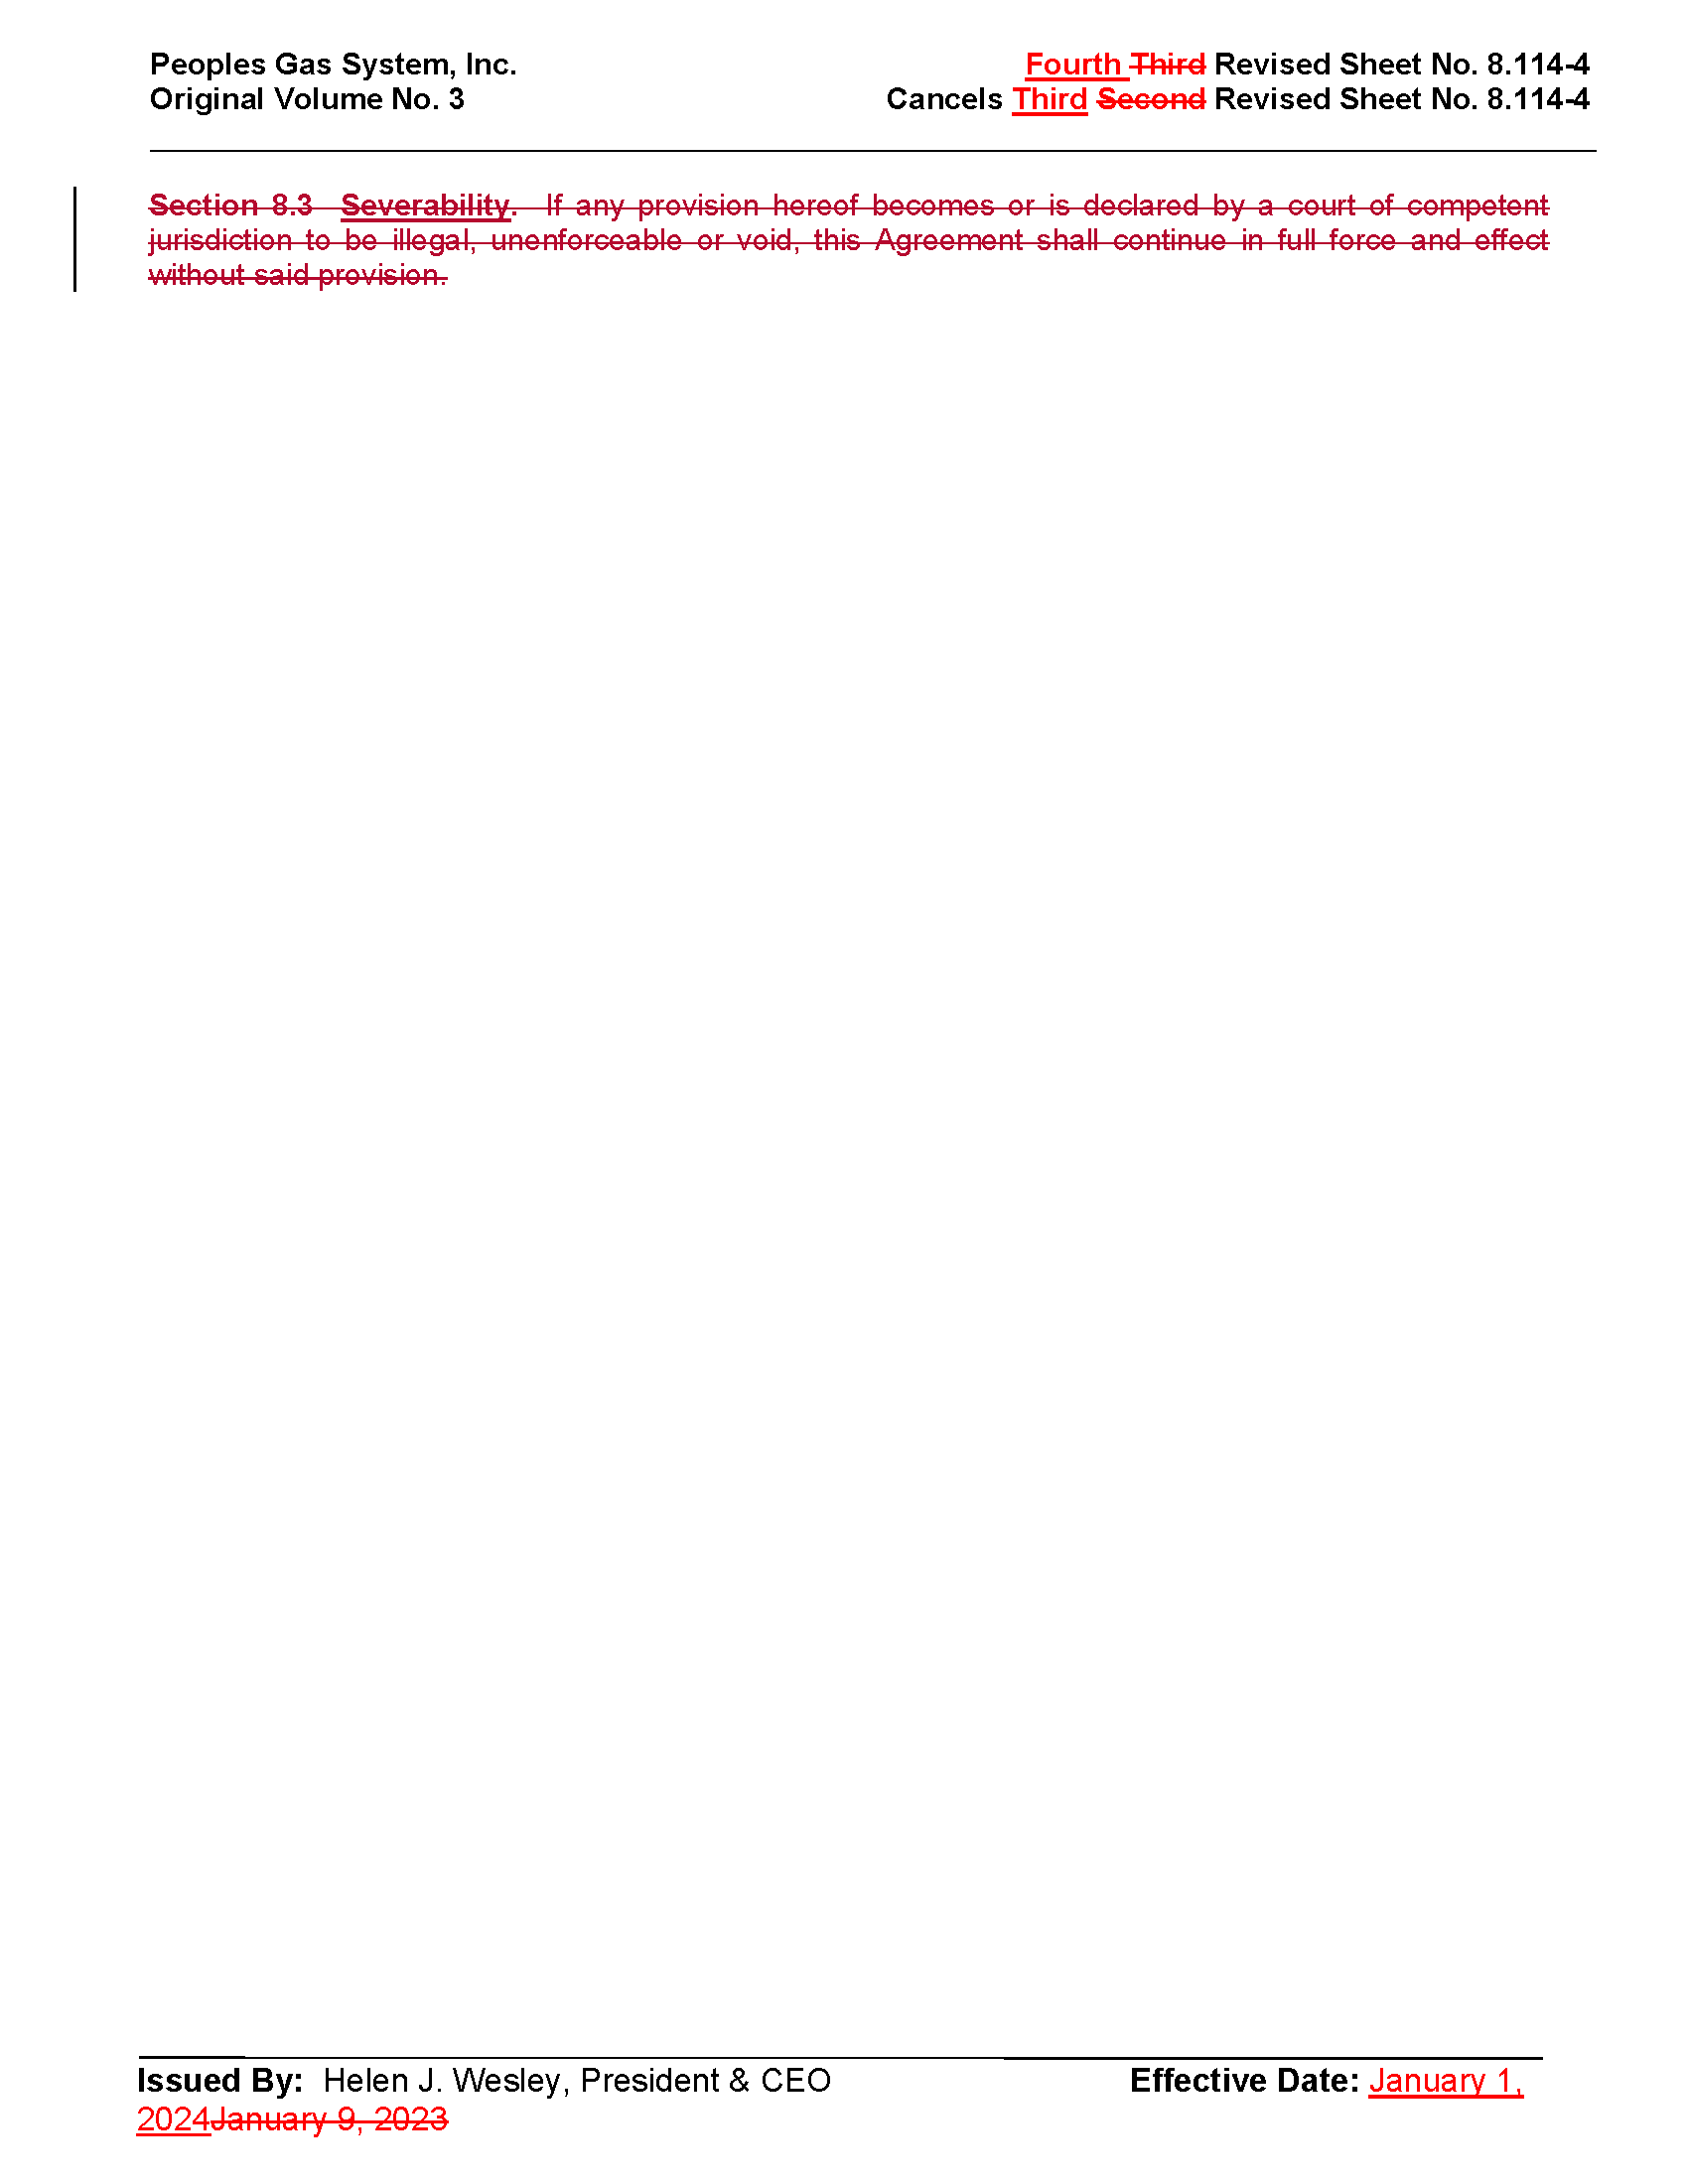 Peoples Gas System, Inc. Fourth Third Revised Sheet No. 8.114-4
Original Volume No. 3 Cancels Third Second Revised Sheet No. 8.114-4
Section 8.3 Severability. If any provision hereof becomes or is declared by a court of competent
jurisdiction to be illegal, unenforceable or void, this Agreement shall continue in full force and effect
without said provision.
Issued By: Helen J. Wesley, President & CEO Effective Date: January 1,
2024January 9, 2023